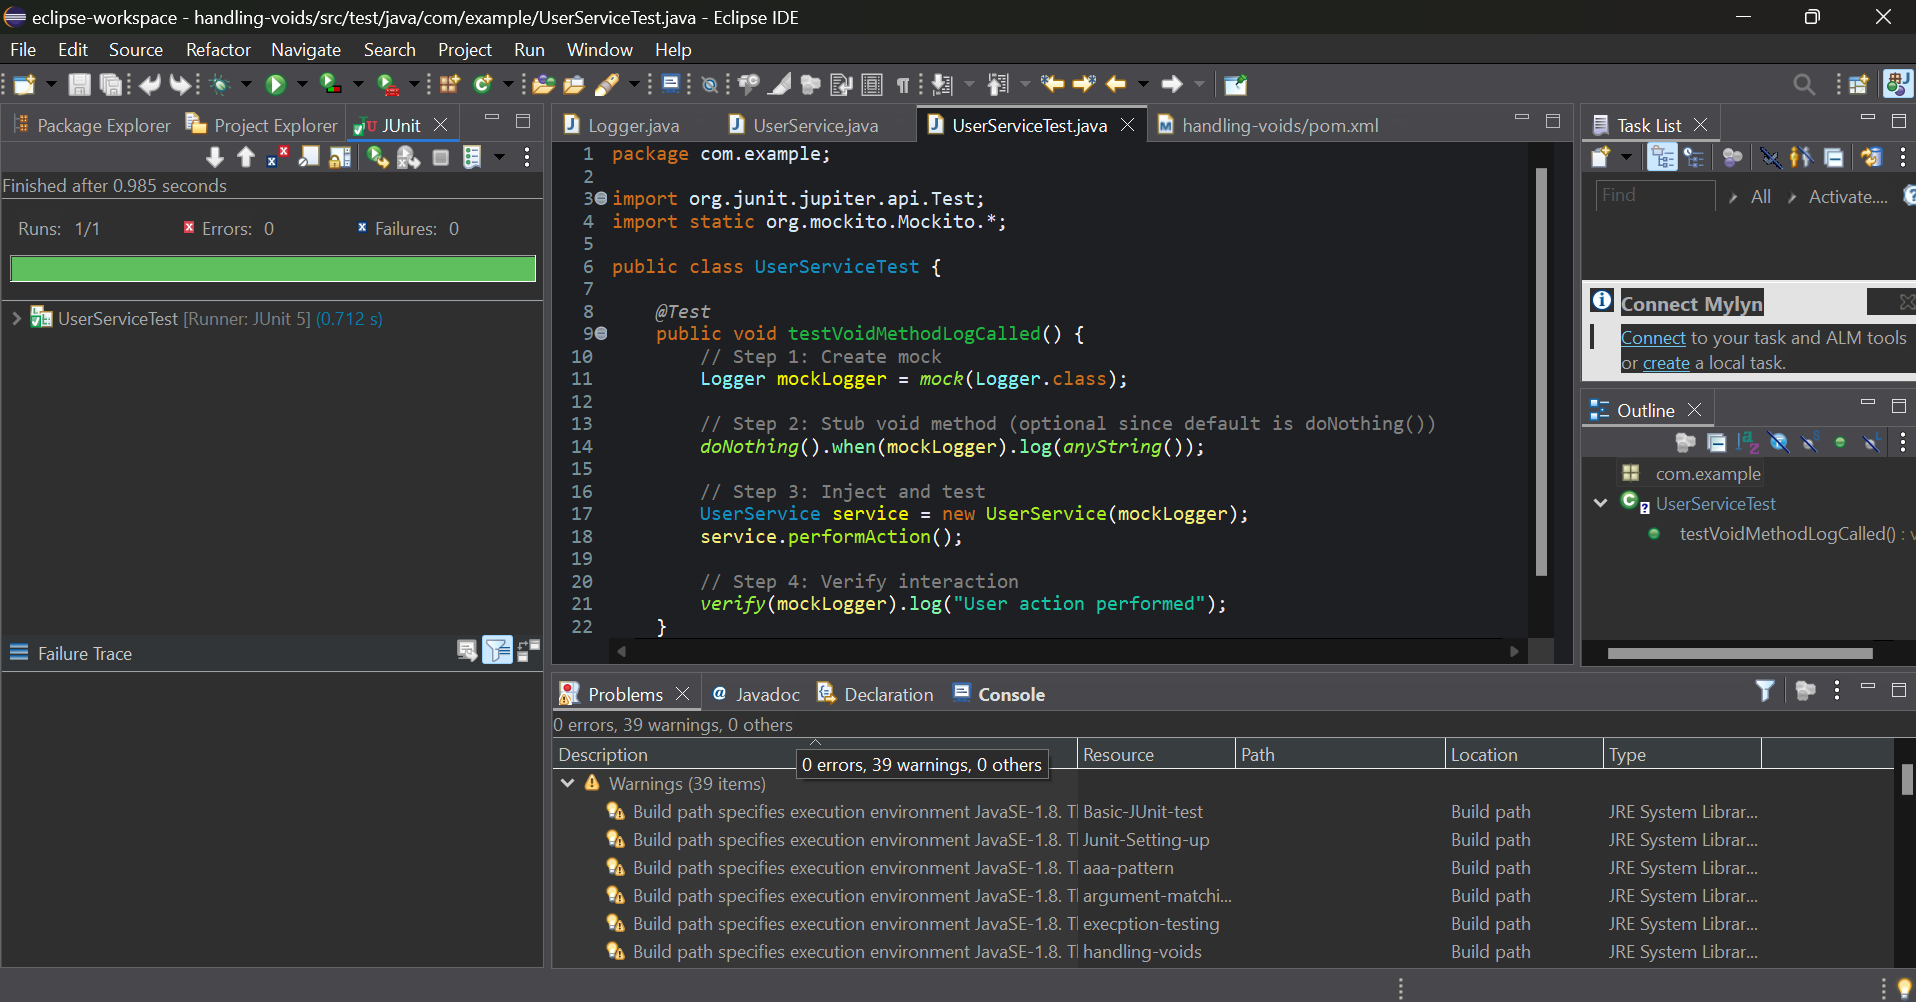 eclipse-workspace - handling-voids/src/test/java/com/example/UserServiceTest.java - Eclipse IDE
File Edit Source Refactor Navigate Search Project Run Window Help
Package Explorer Project Explorer JUnit
Finished after 0.985 seconds
Runs: 1/1 Errors: 0 Failures: 0
UserServiceTest [Runner: JUnit 5] (0.712 s)
Failure Trace
Logger.java UserService.java UserServiceTest.java handling-voids/pom.xml
1 package com.example;
2
3 import org.junit.jupiter.api.Test;
4 import static org.mockito.Mockito.*;
5
6 public class UserServiceTest {
7
8 @Test
9 public void testVoidMethodLogCalled() {
10 // Step 1: Create mock
11 Logger mockLogger = mock(Logger.class);
12
13 // Step 2: Stub void method (optional since default is doNothing())
14 doNothing().when(mockLogger).log(anyString());
15
16 // Step 3: Inject and test
17 UserService service = new UserService(mockLogger);
18 service.performAction();
19
20 // Step 4: Verify interaction
21 verify(mockLogger).log("User action performed");
22 }
Task List
Find All Activate....
Connect Mylyn
Connect to your task and ALM tools
or create a local task.
Outline
com.example
UserServiceTest
testVoidMethodLogCalled() : v
Problems Javadoc Declaration Console
0 errors, 39 warnings, 0 others
Description Resource Path Location Type
0 errors, 39 warnings, 0 others
Warnings (39 items)
Build path specifies execution environment JavaSE-1.8. Tl Basic-JUnit-test Build path JRE System Librar...
Build path specifies execution environment JavaSE-1.8. Tl Junit-Setting-up Build path JRE System Librar...
Build path specifies execution environment JavaSE-1.8. Tl aaa-pattern Build path JRE System Librar...
Build path specifies execution environment JavaSE-1.8. Tl argument-matchi... Build path JRE System Librar...
Build path specifies execution environment JavaSE-1.8. Tl execption-testing Build path JRE System Librar...
Build path specifies execution environment JavaSE-1.8. Tl handling-voids Build path JRE System Librar...